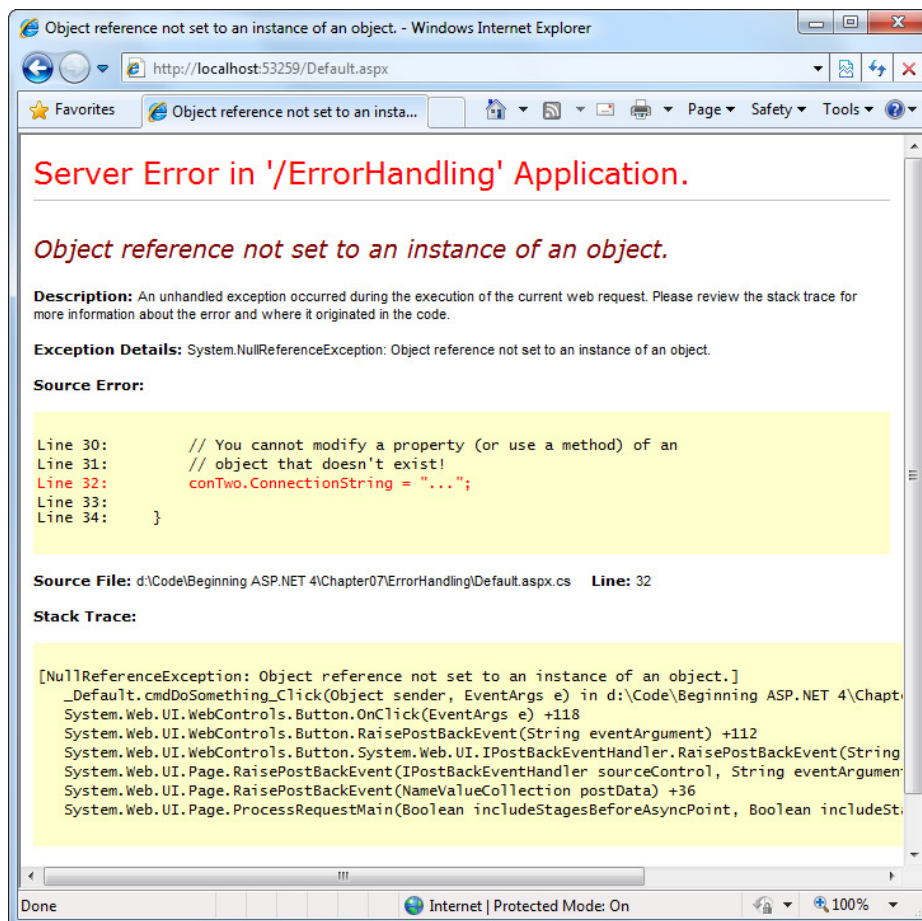 Object reference not set to an instance of an object. - Windows Internet Explorer
http://localhost:53259/Default.aspx
Favorites
Object reference not set to an insta...
Page
Safety
Tools
Server Error in '/ErrorHandling' Application.
Object reference not set to an instance of an object.
Description: An unhandled exception occurred during the execution of the current web request. Please review the stack trace for
more information about the error and where it originated in the code.
Exception Details: System.NullReferenceException: Object reference not set to an instance of an object.
Source Error:
Line 30:         // You cannot modify a property (or use a method) of an
Line 31:         // object that doesn't exist!
Line 32:         conTwo.ConnectionString = "...";
Line 33:
Line 34:     }
Source File: d:\Code\Beginning ASP.NET 4\Chapter07\ErrorHandling\Default.aspx.cs    Line: 32
Stack Trace:
[NullReferenceException: Object reference not set to an instance of an object.]
   _Default.cmdDoSomething_Click(Object sender, EventArgs e) in d:\Code\Beginning ASP.NET 4\Chapt
   System.Web.UI.WebControls.Button.OnClick(EventArgs e) +118
   System.Web.UI.WebControls.Button.RaisePostBackEvent(String eventArgument) +112
   System.Web.UI.WebControls.Button.System.Web.UI.IPostBackEventHandler.RaisePostBackEvent(String
   System.Web.UI.Page.RaisePostBackEvent(IPostBackEventHandler sourceControl, String eventArgumen
   System.Web.UI.Page.RaisePostBackEvent(NameValueCollection postData) +36
   System.Web.UI.Page.ProcessRequestMain(Boolean includeStagesBeforeAsyncPoint, Boolean includeSt
Done
Internet | Protected Mode: On
100%